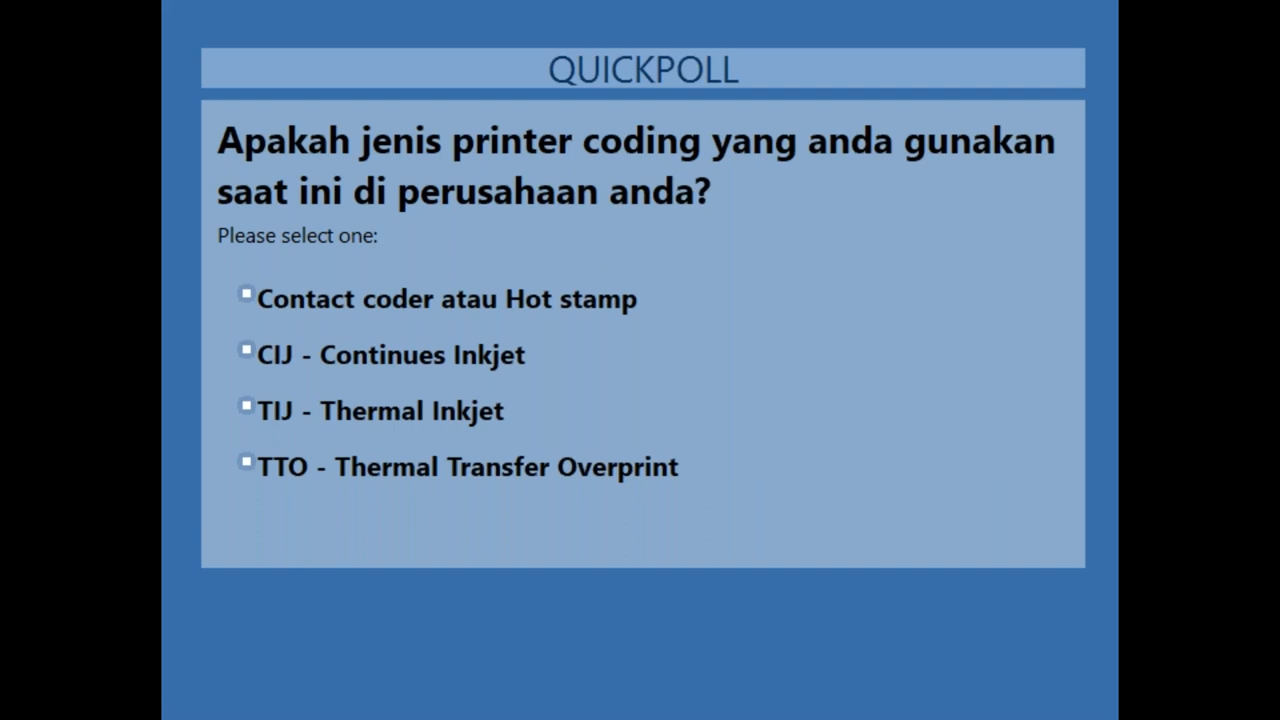 QUICKPOLL
Apakah jenis printer coding yang anda gunakan
saat ini di perusahaan anda?
Please select one:
Contact coder atau Hot stamp
CIJ - Continues Inkjet
TIJ - Thermal Inkjet
TTO - Thermal Transfer Overprint